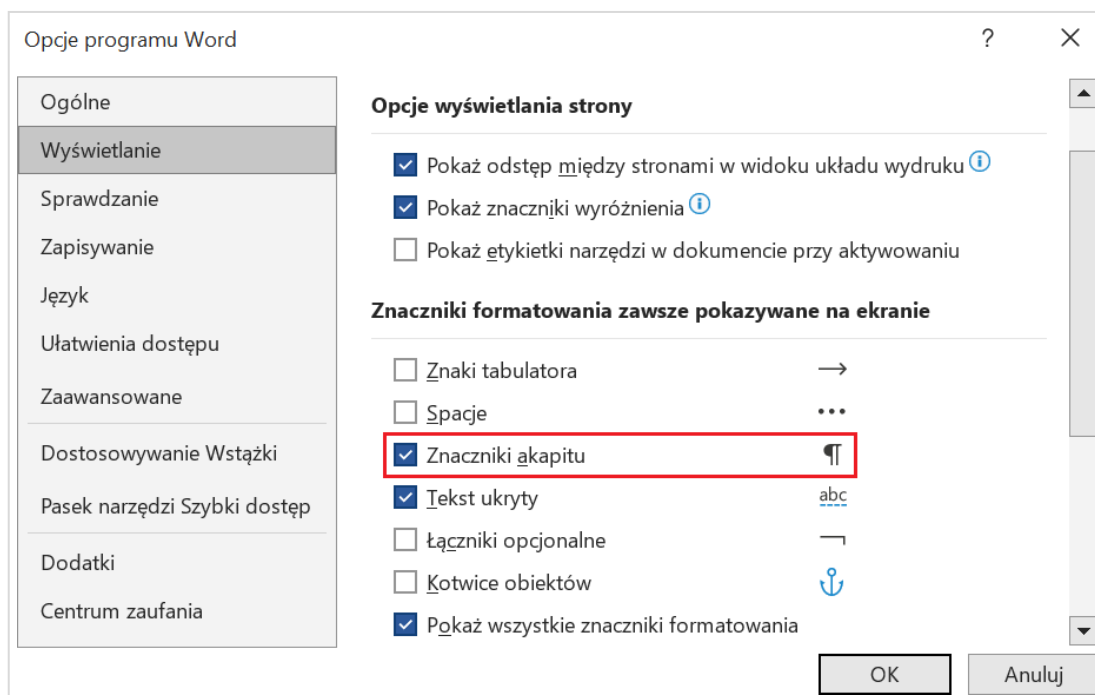 Opcje programu Word
Ogólne
Wyświetlanie
Sprawdzanie
Zapisywanie
Język
Ułatwienia dostępu
Zaawansowane
Dostosowywanie Wstążki
Pasek narzędzi Szybki dostęp
Dodatki
Centrum zaufania
Opcje wyświetlania strony
Pokaż odstęp między stronami w widoku układu wydruku
Pokaż znaczniki wyróżnienia
Pokaż etykietki narzędzi w dokumencie przy aktywowaniu
Znaczniki formatowania zawsze pokazywane na ekranie
Znaki tabulatora →
Spacje •••
Znaczniki akapitu ¶
Tekst ukryty abc
Łączniki opcjonalne ¬
Kotwice obiektów
Pokaż wszystkie znaczniki formatowania
OK Anuluj